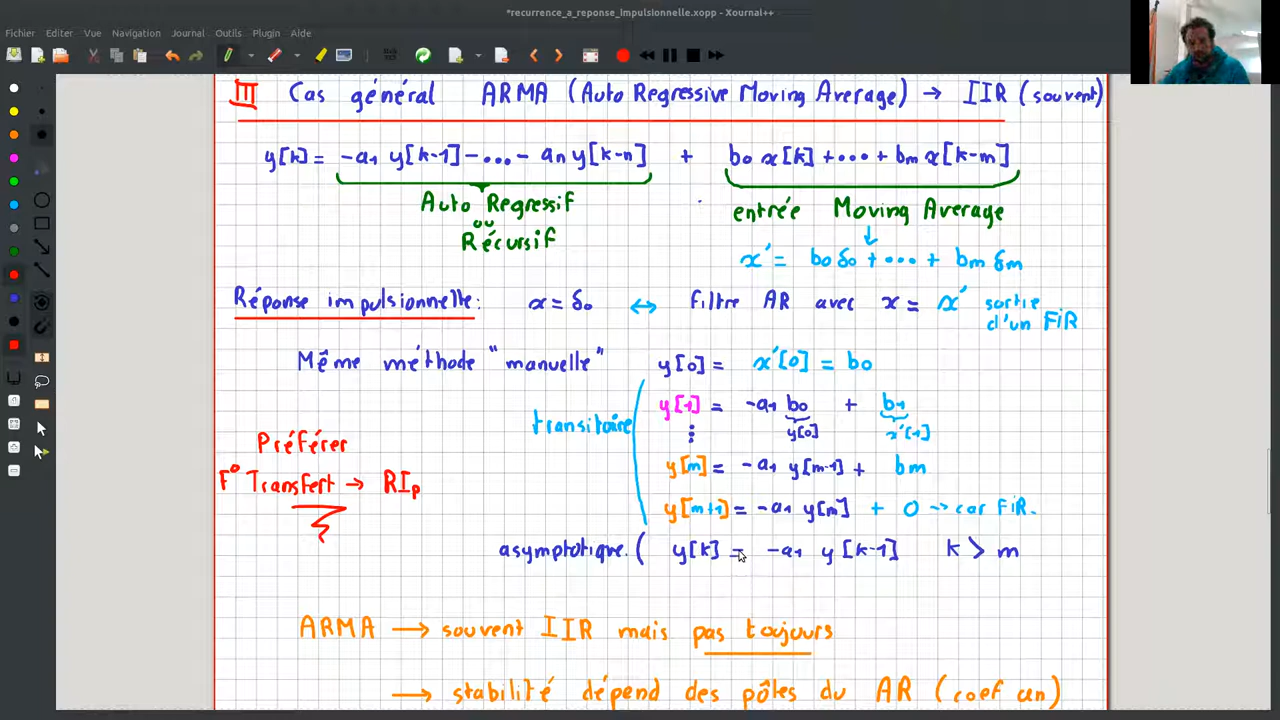 *recurrence_a_reponse_impulsionnelle.xopp - Xournal++
Fichier Editer Vue Navigation Journal Outils Plugin Aide
III Cas général ARMA (Auto Regressive Moving Average) → IIR (souvent)
y[k] = -a1 y[k-1] - ... - an y[k-n] + b0 x[k] + ... + bm x[k-m]
Auto Regressif
ou
Récursif
entrée Moving Average
x' = b0 δ0 + ... + bm δm
Réponse impulsionnelle: x = δ0 ↔ filtre AR avec x = x' sortie
d'un FIR
Même méthode "manuelle" y[0] = x'[0] = b0
transitoire y[1] = -a1 b0 + b1
⋮ y[0] x'[1]
Préférer
F° Transfert → RIp
y[m] = -a1 y[m-1] + bm
y[m+1] = -a1 y[m] + 0 → car FIR.
asymptotique. ( y[k] = -a1 y[k-1] k > m
ARMA → souvent IIR mais pas toujours
→ stabilité dépend des pôles du AR (coef an)